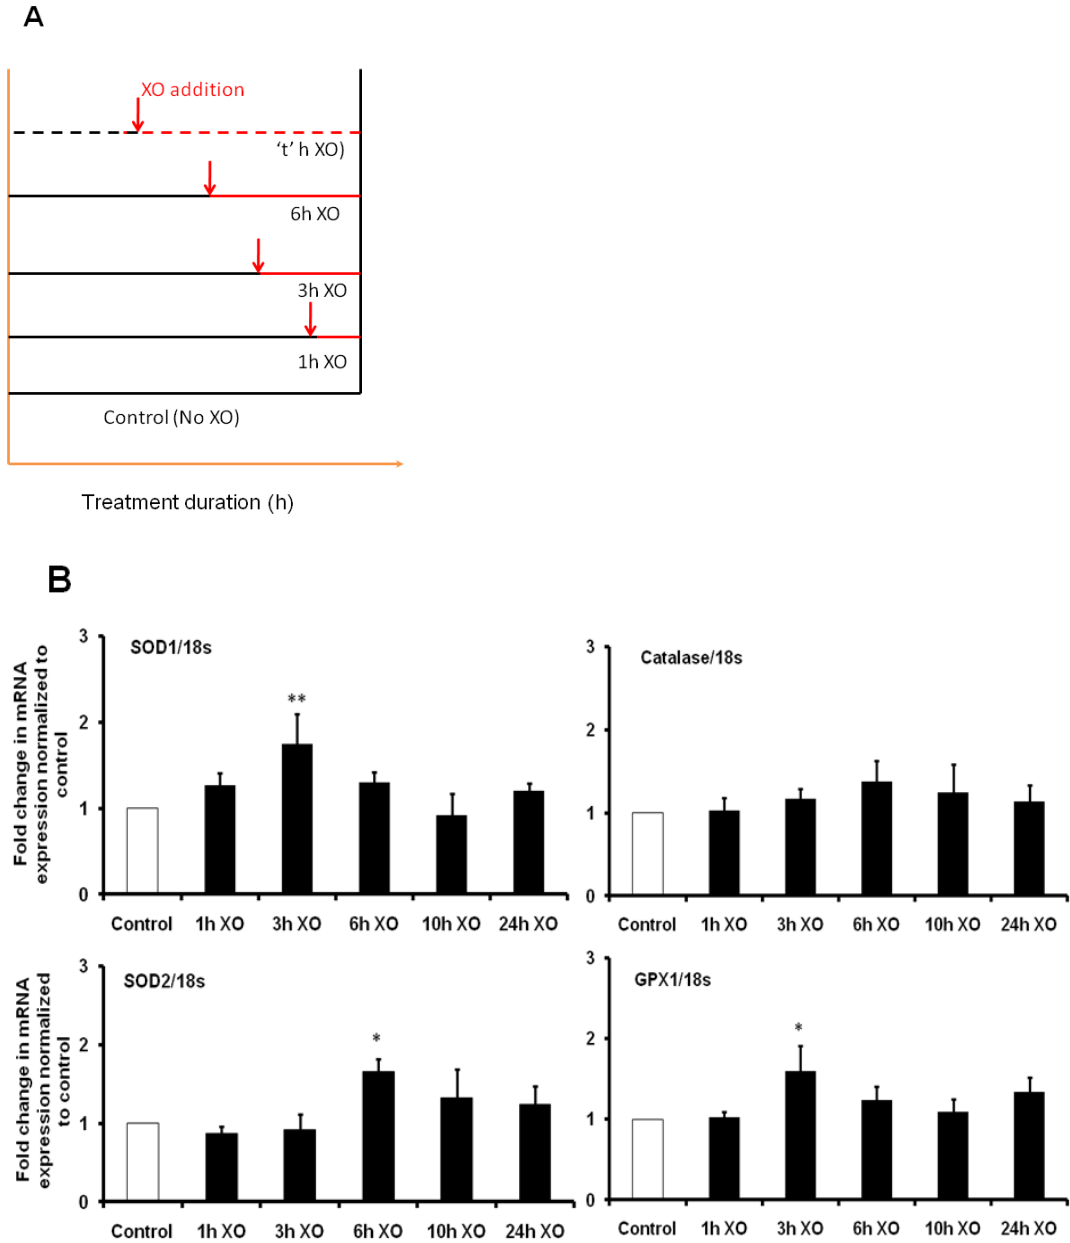 A
XO addition
‘t’ h XO)
6h XO
3h XO
1h XO
Control (No XO)
Treatment duration (h)
B
Fold change in mRNA
expression normalized to
control
3
2
1
0
SOD1/18s
**
Control 1h XO 3h XO 6h XO 10h XO 24h XO
3
2
1
0
Catalase/18s
Control 1h XO 3h XO 6h XO 10h XO 24h XO
Fold change in mRNA
expression normalized
to control
3
2
1
0
SOD2/18s
*
Control 1h XO 3h XO 6h XO 10h XO 24h XO
3
2
1
0
GPX1/18s
*
Control 1h XO 3h XO 6h XO 10h XO 24h XO